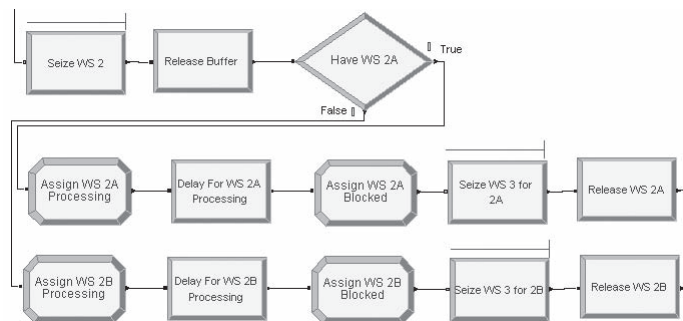 Seize WS 2
Release Buffer
Have WS 2A
True
False
Assign WS 2A
Processing
Delay For WS 2A
Processing
Assign WS 2A
Blocked
Seize WS 3 for
2A
Release WS 2A
Assign WS 2B
Processing
Delay For WS 2B
Processing
Assign WS 2B
Blocked
Seize WS 3 for 2B
Release WS 2B